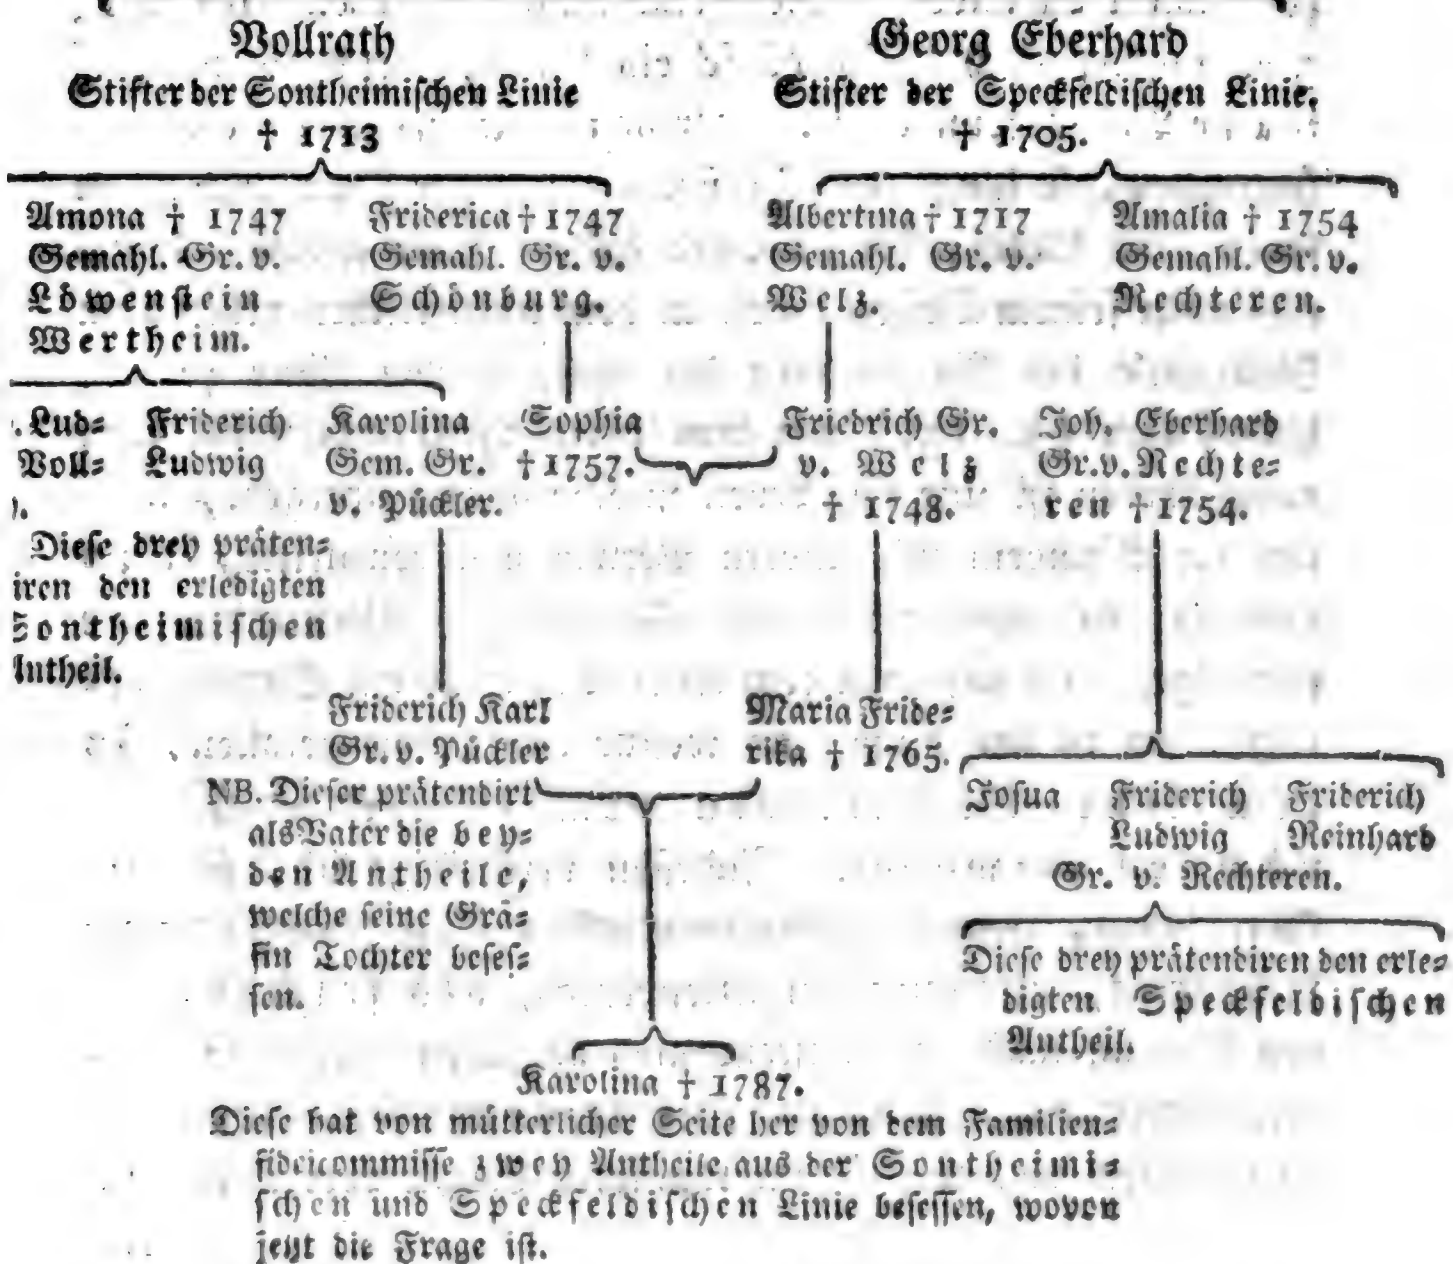 Vollrath
Stifter der Sontheimischen Linie
† 1713
Georg Eberhard
Stifter der Speckfeldischen Linie.
† 1705.
Amona † 1747
Gemahl. Gr. v.
Löwenstein
Wertheim.
Friderica † 1747
Gemahl. Gr. v.
Schönburg.
Albertina † 1717
Gemahl. Gr. v.
Welz.
Amalia † 1754
Gemahl. Gr. v.
Rechteren.
. Lud=
Voll=
).
Friderich
Ludwig
Karolina
Gem. Gr.
v. Pückler.
Sophia
† 1757.
Friedrich Gr.
v. Welz
† 1748.
Joh. Eberhard
Gr. v. Rechte=
ren † 1754.
Diese drey präten=
iren den erledigten
Sontheimischen
Antheil.
Friderich Karl
Gr. v. Pückler
NB. Dieser prätendirt
als Vater die bey=
den Antheile,
welche seine Grä=
fin Tochter beses=
sen.
Maria Fride=
rika † 1765.
Josua
Friderich
Ludwig
Friderich
Reinhard
Gr. v. Rechteren.
Diese drey prätendiren den erle=
digten Speckfeldischen
Antheil.
Karolina † 1787.
Diese hat von mütterlicher Seite her von dem Familien=
fideicommisse zwey Antheile aus der Sontheimi=
schen und Speckfeldischen Linie besessen, wovon
jetzt die Frage ist.